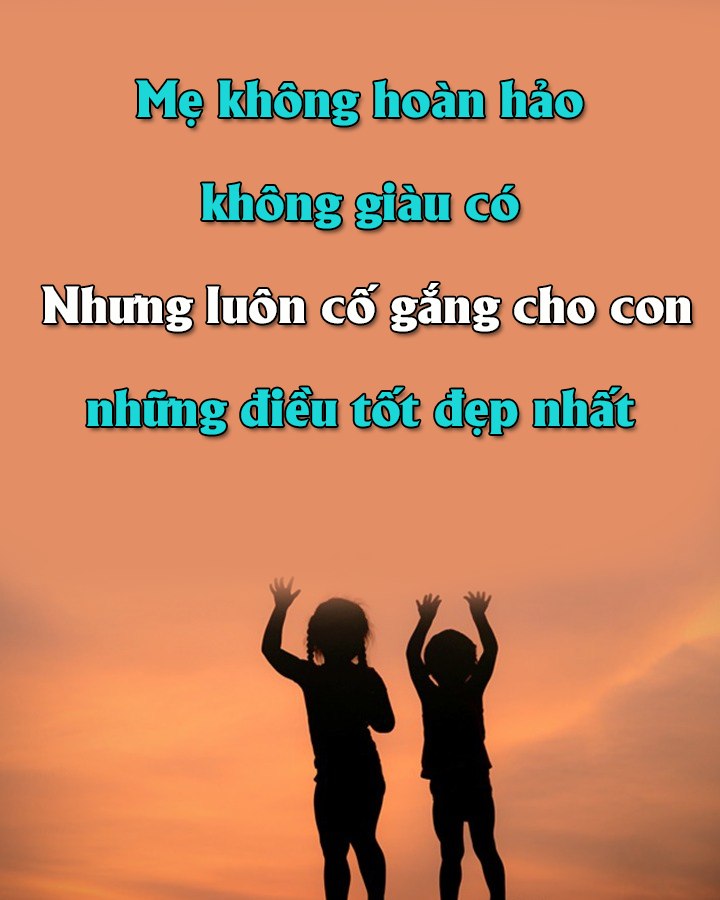 Mẹ không hoàn hảo
không giàu có
Nhưng luôn cố gắng cho con
những điều tốt đẹp nhất